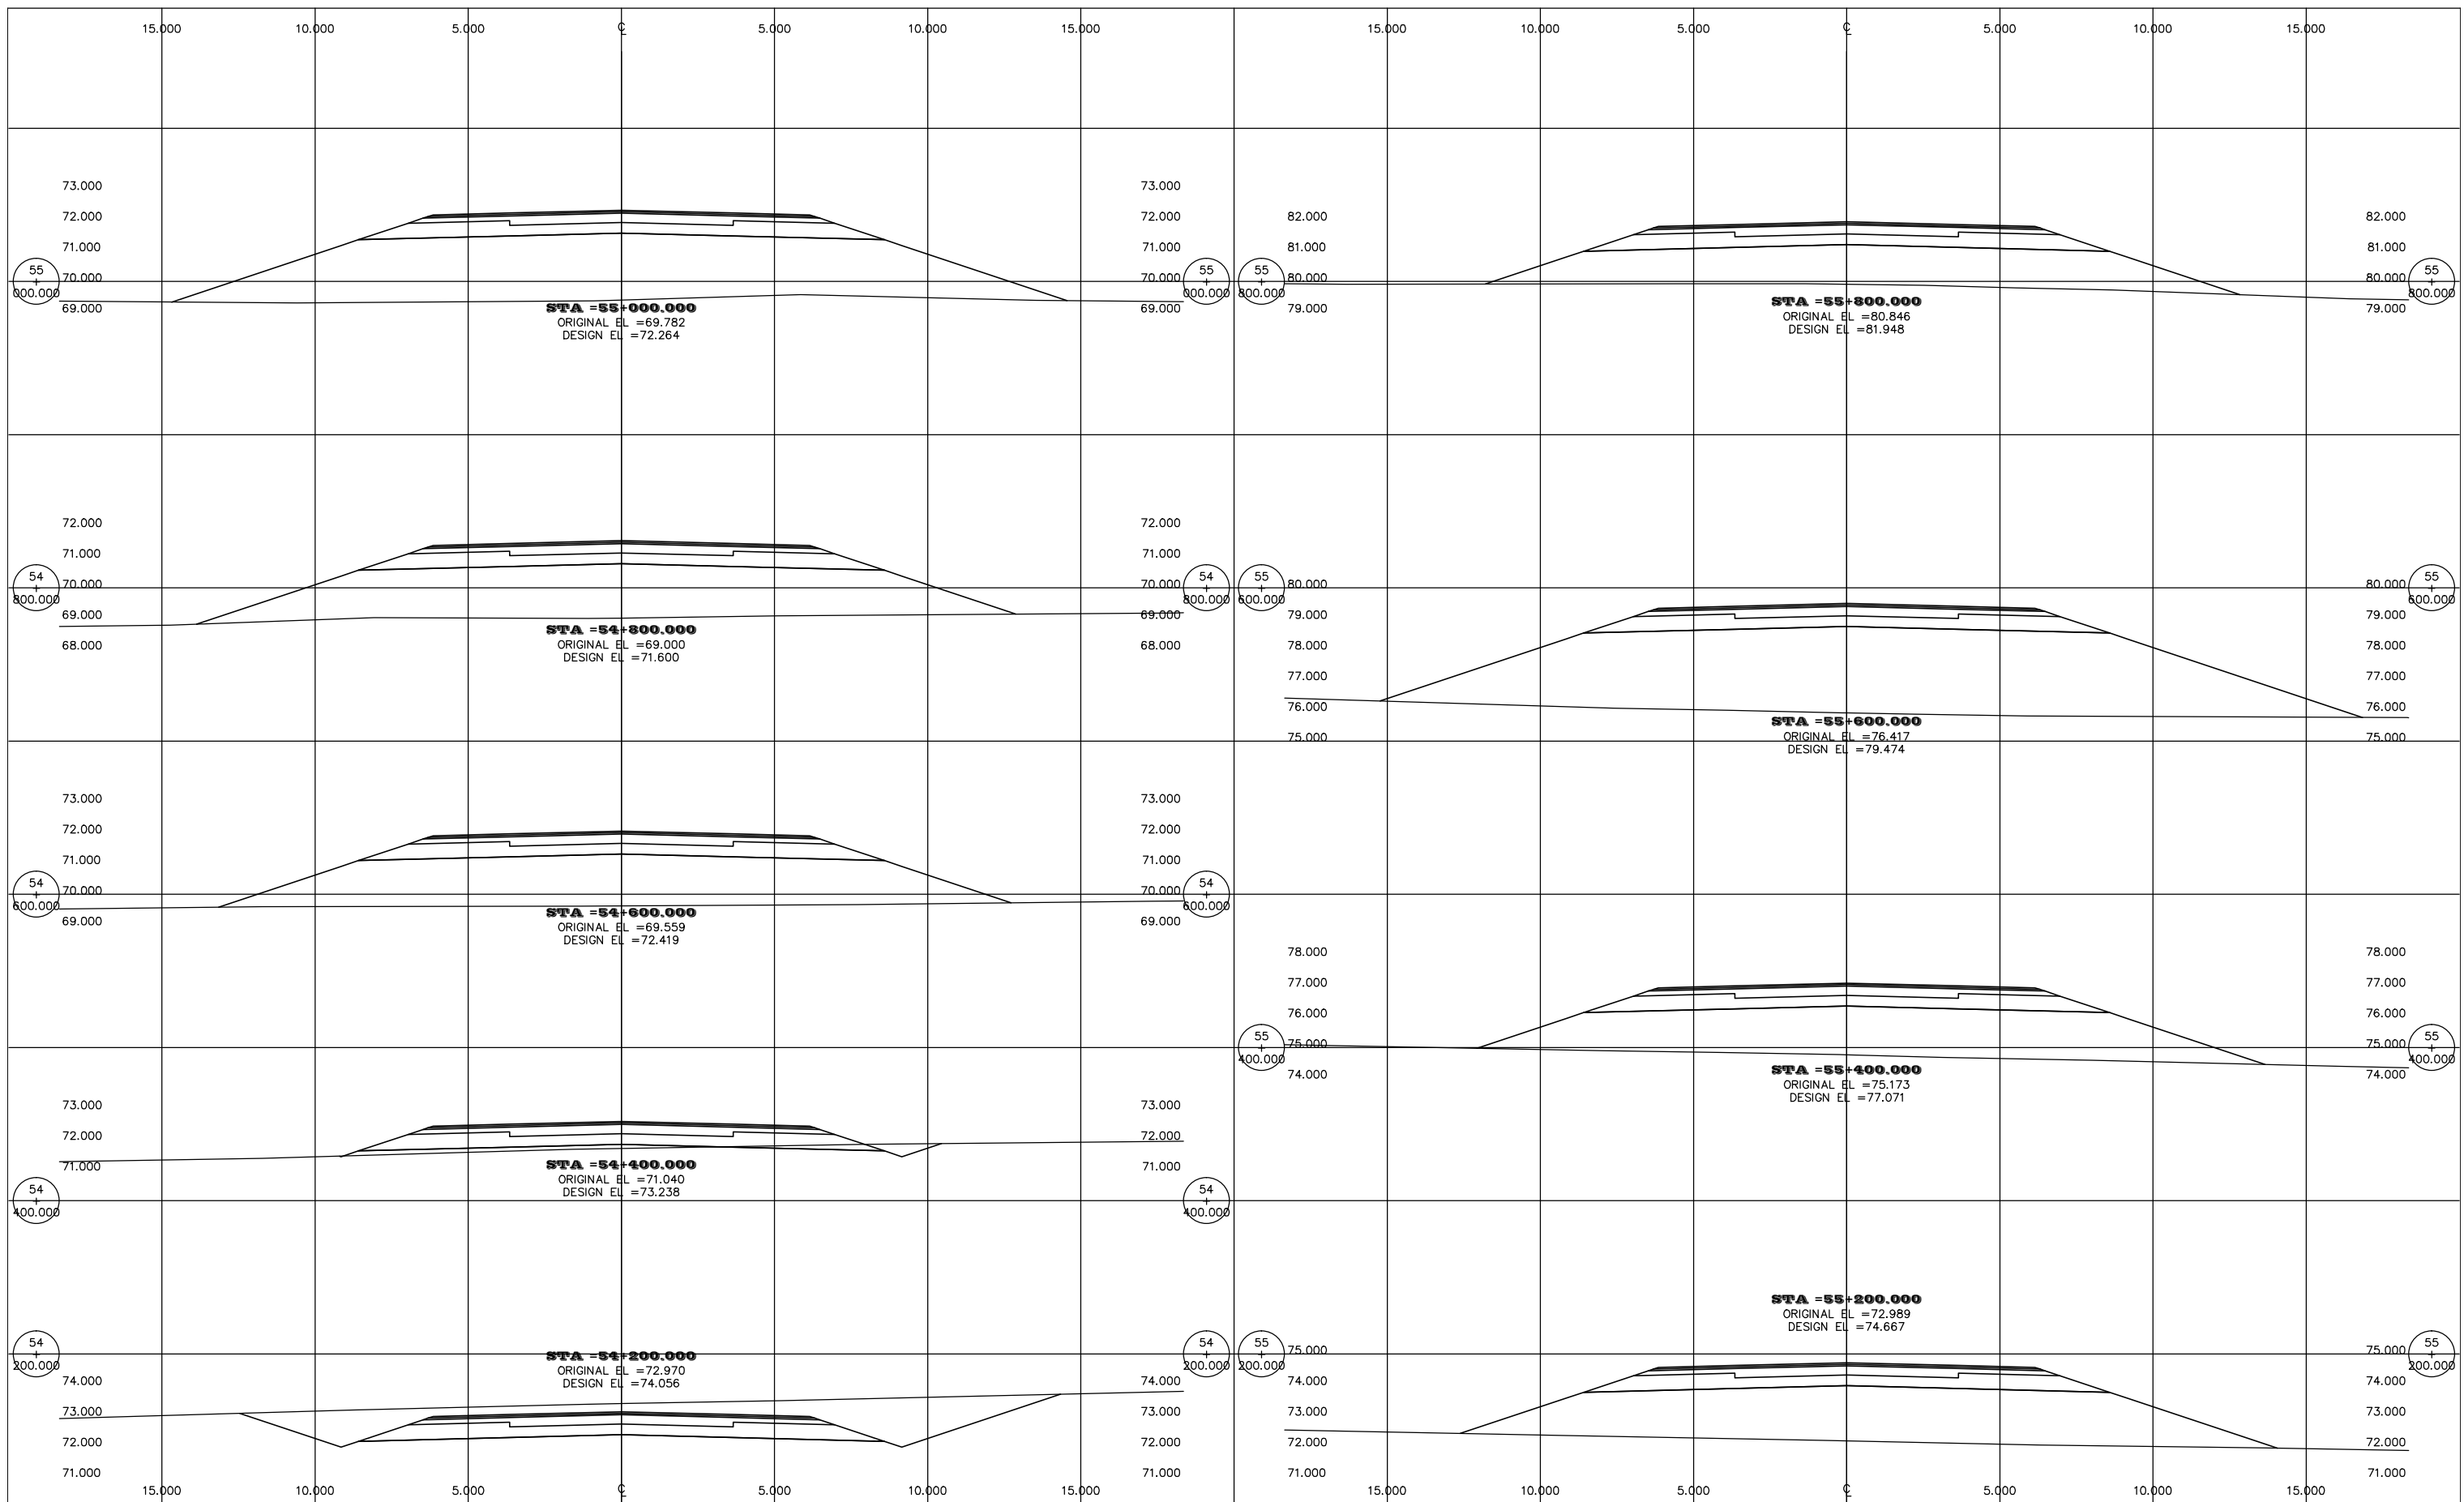 15.000 10.000 5.000 ℄ 5.000 10.000 15.000 15.000 10.000 5.000 ℄ 5.000 10.000 15.000
73.000 73.000
72.000 72.000
71.000 71.000
70.000 70.000
69.000 69.000
55
000.000
55
000.000
STA =55+000.000
ORIGINAL EL =69.782
DESIGN EL =72.264
72.000 72.000
71.000 71.000
70.000 70.000
69.000 69.000
68.000 68.000
54
800.000
54
800.000
STA =54+800.000
ORIGINAL EL =69.000
DESIGN EL =71.600
73.000 73.000
72.000 72.000
71.000 71.000
70.000 70.000
69.000 69.000
54
600.000
54
600.000
STA =54+600.000
ORIGINAL EL =69.559
DESIGN EL =72.419
73.000 73.000
72.000 72.000
71.000 71.000
54
400.000
54
400.000
STA =54+400.000
ORIGINAL EL =71.040
DESIGN EL =73.238
54
200.000
54
200.000
STA =54+200.000
ORIGINAL EL =72.970
DESIGN EL =74.056
74.000 74.000
73.000 73.000
72.000 72.000
71.000 71.000
82.000 82.000
81.000 81.000
80.000 80.000
79.000 79.000
55
800.000
55
800.000
STA =55+800.000
ORIGINAL EL =80.846
DESIGN EL =81.948
80.000 80.000
79.000 79.000
78.000 78.000
77.000 77.000
76.000 76.000
75.000 75.000
55
600.000
55
600.000
STA =55+600.000
ORIGINAL EL =76.417
DESIGN EL =79.474
78.000 78.000
77.000 77.000
76.000 76.000
75.000 75.000
74.000 74.000
55
400.000
55
400.000
STA =55+400.000
ORIGINAL EL =75.173
DESIGN EL =77.071
STA =55+200.000
ORIGINAL EL =72.989
DESIGN EL =74.667
55
200.000
55
200.000
75.000 75.000
74.000 74.000
73.000 73.000
72.000 72.000
71.000 71.000
15.000 10.000 5.000 ℄ 5.000 10.000 15.000 15.000 10.000 5.000 ℄ 5.000 10.000 15.000